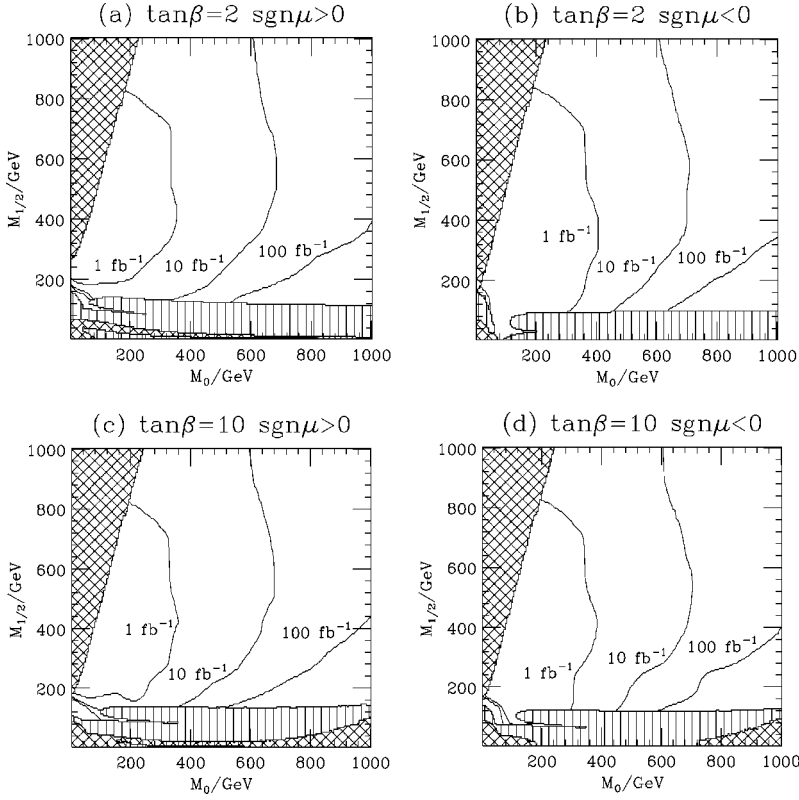 (a) tanβ=2 sgnμ>0
1000
800
600
400
200
M₁/₂/GeV
1 fb⁻¹
10 fb⁻¹
100 fb⁻¹
200 400 600 800 1000
M₀/GeV
(b) tanβ=2 sgnμ<0
1000
800
600
400
200
M₁/₂/GeV
1 fb⁻¹
10 fb⁻¹
100 fb⁻¹
200 400 600 800 1000
M₀/GeV
(c) tanβ=10 sgnμ>0
1000
800
600
400
200
M₁/₂/GeV
1 fb⁻¹
10 fb⁻¹
100 fb⁻¹
200 400 600 800 1000
M₀/GeV
(d) tanβ=10 sgnμ<0
1000
800
600
400
200
M₁/₂/GeV
1 fb⁻¹
10 fb⁻¹
100 fb⁻¹
200 400 600 800 1000
M₀/GeV